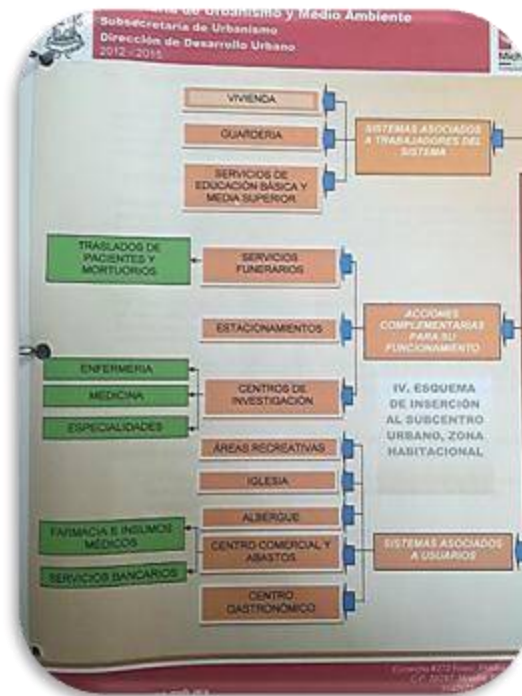 de Urbanismo y Medio Ambiente
Subsecretaría de Urbanismo
Dirección de Desarrollo Urbano
2012 - 2015
Mich
VIVIENDA
GUARDERIA
SERVICIOS DE
EDUCACIÓN BÁSICA Y
MEDIA SUPERIOR
SISTEMAS ASOCIADOS
A TRABAJADORES DEL
SISTEMA
TRASLADOS DE
PACIENTES Y
MORTUORIOS
SERVICIOS
FUNERARIOS
ESTACIONAMIENTOS
ACCIONES
COMPLEMENTARIAS
PARA SU
FUNCIONAMIENTO
ENFERMERIA
MEDICINA
ESPECIALIDADES
CENTROS DE
INVESTIGACIÓN
IV. ESQUEMA
DE INSERCIÓN
AL SUBCENTRO
URBANO, ZONA
HABITACIONAL
ÁREAS RECREATIVAS
IGLESIA
ALBERGUE
FARMACIA E INSUMOS
MÉDICOS
CENTRO COMERCIAL Y
ABASTOS
SERVICIOS BANCARIOS
CENTRO
GASTRONÓMICO
SISTEMAS ASOCIADOS
A USUARIOS